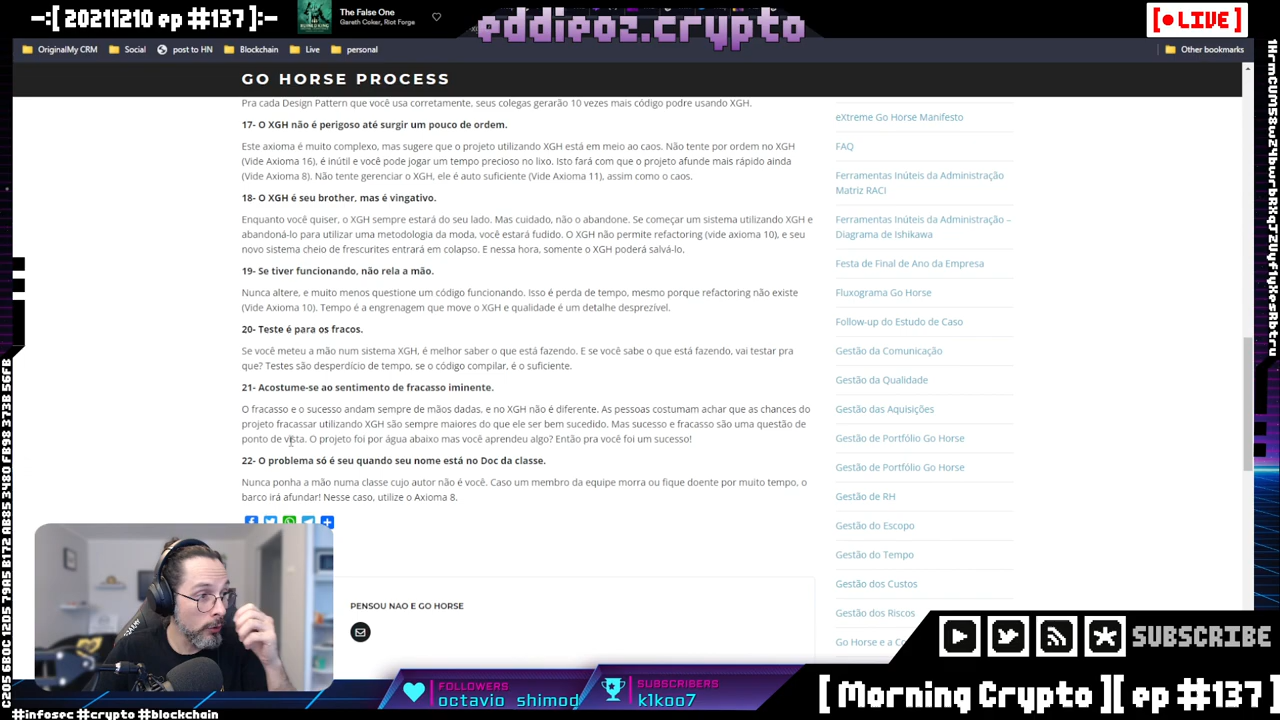 -:[ 20211210 ep #137]:-
The False One
Gareth Coker, Riot Forge
eddieoz.crypto
[● LIVE]
OriginalMy CRM
Social
post to HN
Blockchain
Live
personal
Other bookmarks
GO HORSE PROCESS
Pra cada Design Pattern que você usa corretamente, seus colegas gerarão 10 vezes mais código podre usando XGH.
17- O XGH não é perigoso até surgir um pouco de ordem.
Este axioma é muito complexo, mas sugere que o projeto utilizando XGH está em meio ao caos. Não tente por ordem no XGH
(Vide Axioma 16), é inútil e você pode jogar um tempo precioso no lixo. Isto fará com que o projeto afunde mais rápido ainda
(Vide Axioma 8). Não tente gerenciar o XGH, ele é auto suficiente (Vide Axioma 11), assim como o caos.
18- O XGH é seu brother, mas é vingativo.
Enquanto você quiser, o XGH sempre estará do seu lado. Mas cuidado, não o abandone. Se começar um sistema utilizando XGH e
abandoná-lo para utilizar uma metodologia da moda, você estará fudido. O XGH não permite refactoring (vide axioma 10), e seu
novo sistema cheio de frescurites entrará em colapso. E nessa hora, somente o XGH poderá salvá-lo.
19- Se tiver funcionando, não rela a mão.
Nunca altere, e muito menos questione um código funcionando. Isso é perda de tempo, mesmo porque refactoring não existe
(Vide Axioma 10). Tempo é a engrenagem que move o XGH e qualidade é um detalhe desprezível.
20- Teste é para os fracos.
Se você meteu a mão num sistema XGH, é melhor saber o que está fazendo. E se você sabe o que está fazendo, vai testar pra
que? Testes são desperdício de tempo, se o código compilar, é o suficiente.
21- Acostume-se ao sentimento de fracasso iminente.
O fracasso e o sucesso andam sempre de mãos dadas, e no XGH não é diferente. As pessoas costumam achar que as chances do
projeto fracassar utilizando XGH são sempre maiores do que ele ser bem sucedido. Mas sucesso e fracasso são uma questão de
ponto de vista. O projeto foi por água abaixo mas você aprendeu algo? Então pra você foi um sucesso!
22- O problema só é seu quando seu nome está no Doc da classe.
Nunca ponha a mão numa classe cujo autor não é você. Caso um membro da equipe morra ou fique doente por muito tempo, o
barco irá afundar! Nesse caso, utilize o Axioma 8.
PENSOU NAO E GO HORSE
eXtreme Go Horse Manifesto
FAQ
Ferramentas Inúteis da Administração
Matriz RACI
Ferramentas Inúteis da Administração –
Diagrama de Ishikawa
Festa de Final de Ano da Empresa
Fluxograma Go Horse
Follow-up do Estudo de Caso
Gestão da Comunicação
Gestão da Qualidade
Gestão das Aquisições
Gestão de Portfólio Go Horse
Gestão de Portfólio Go Horse
Gestão de RH
Gestão do Escopo
Gestão do Tempo
Gestão dos Custos
Gestão dos Riscos
Go Horse e a
SUBSCRIBE
FOLLOWERS
octavio shimod
SUBSCRIBERS
k1koo7
[ Morning Crypto ][ ep #137 ]
#infosec #crypto #blockchain